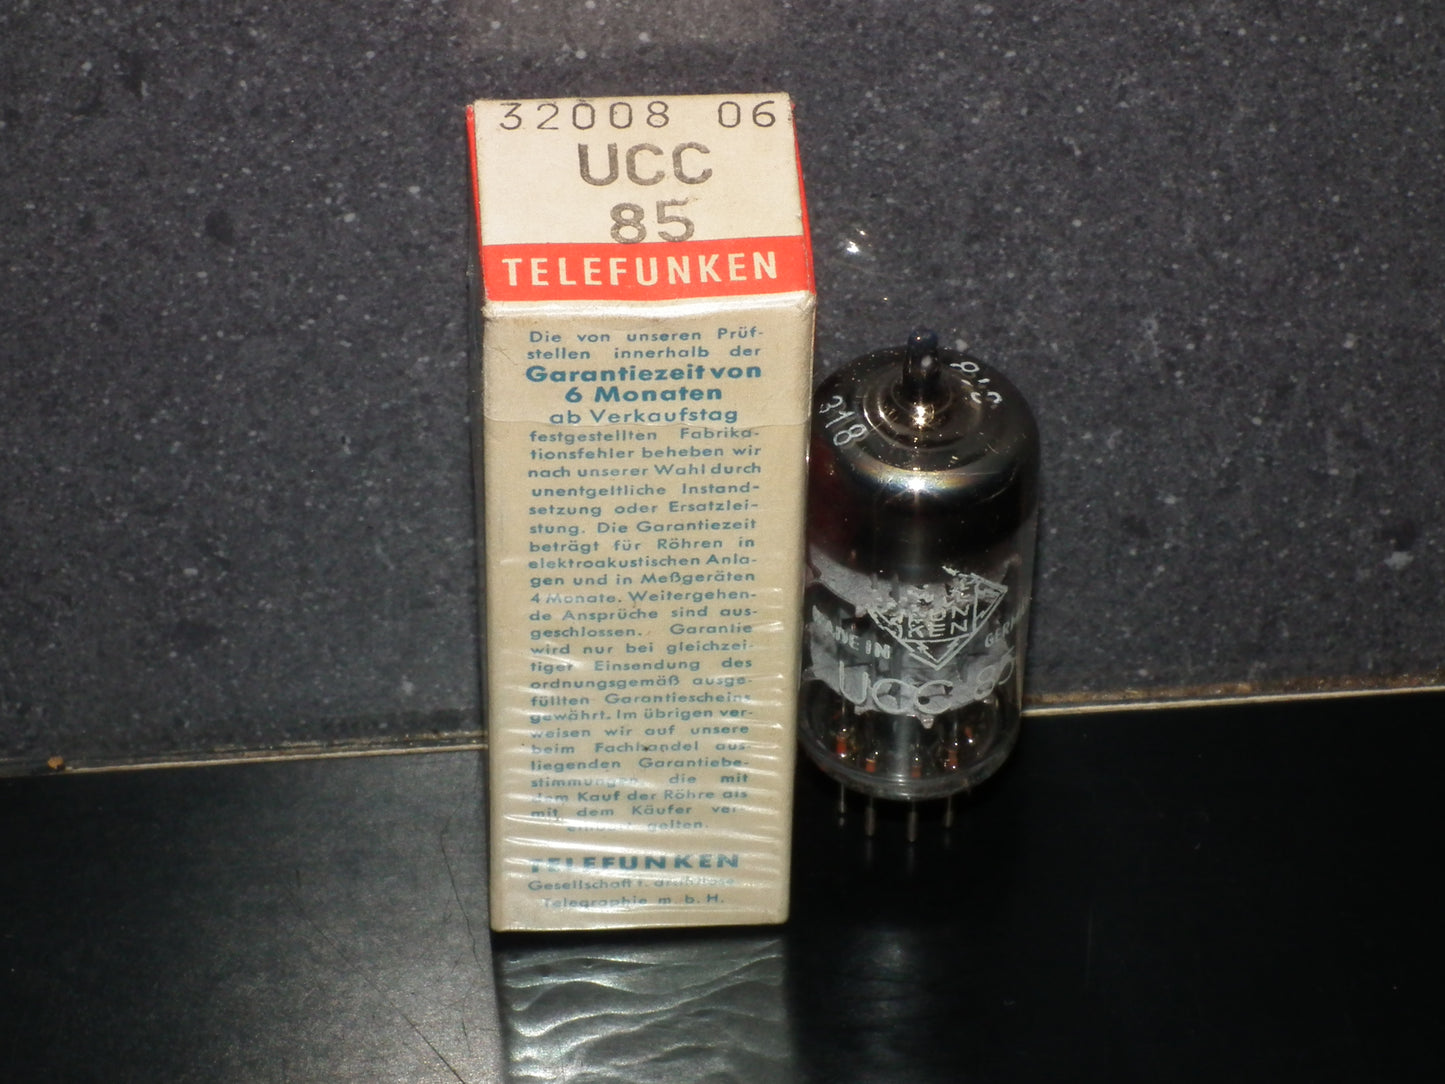 32008 06
UCC
85
TELEFUNKEN
Die von unseren Prüf-
stellen innerhalb der
Garantiezeit von
6 Monaten
ab Verkaufstag
festgestellten Fabrika-
tionsfehler beheben wir
nach unserer Wahl durch
unentgeltliche Instand-
setzung oder Ersatzlei-
stung. Die Garantiezeit
beträgt für Röhren in
elektroakustischen Anla-
gen und in Meßgeräten
4 Monate. Weitergehen-
de Ansprüche sind aus-
geschlossen. Garantie
wird nur bei gleichzei-
tiger Einsendung des
ordnungsgemäß ausge-
füllten Garantiescheins
gewährt. Im übrigen ver-
weisen wir auf unsere
beim Fachhandel aus-
liegenden Garantiebe-
stimmungen, die mit
dem Kauf der Röhre als
mit dem Käufer ver-
gelten.
TELEFUNKEN
Gesellschaft f. drahtlose
Telegraphie m. b. H.
318
KEN
MADE IN
UCC 85